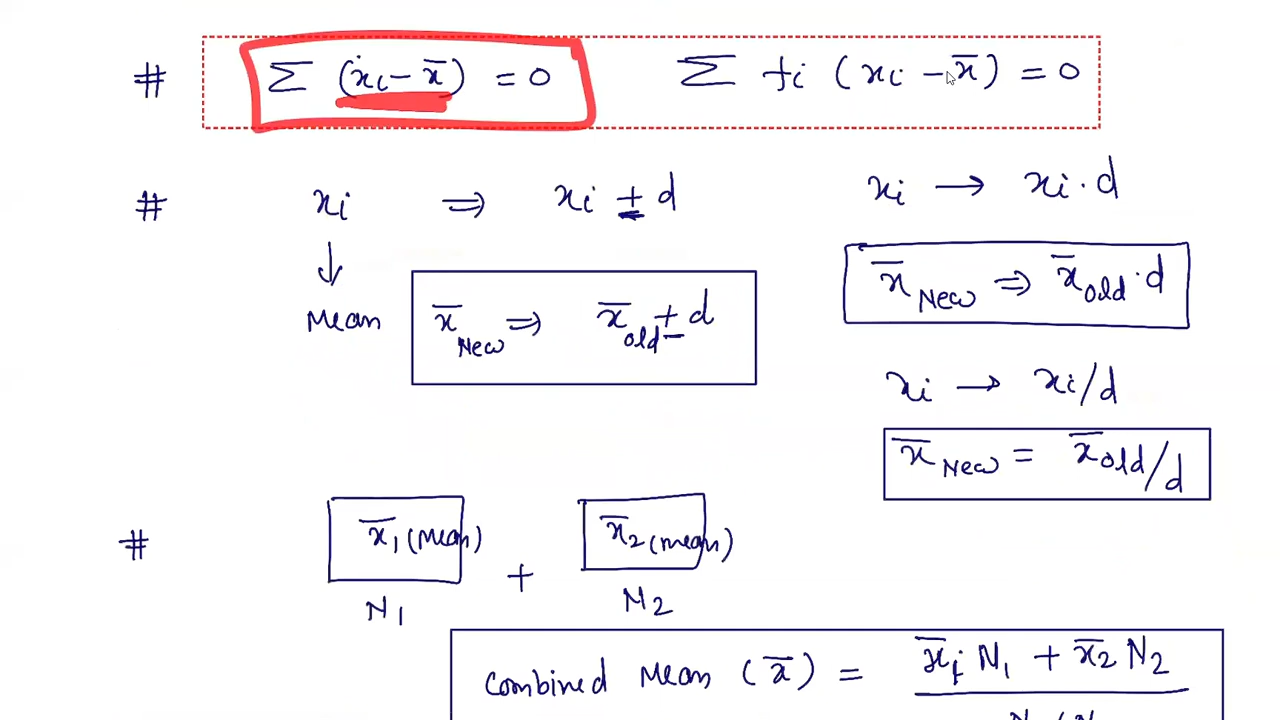 # ∑ (xi − x̄) = 0 ∑ fi (xi − x̄) = 0
# xi ⇒ xi ± d
xi → xi · d
↓
Mean
x̄ New ⇒ x̄ old ± d
x̄ New ⇒ x̄ old · d
xi → xi/d
x̄ New = x̄ old/d
# x̄1 (Mean) + x̄2 (mean)
N1 N2
Combined Mean (x̄) = x̄1 N1 + x̄2 N2